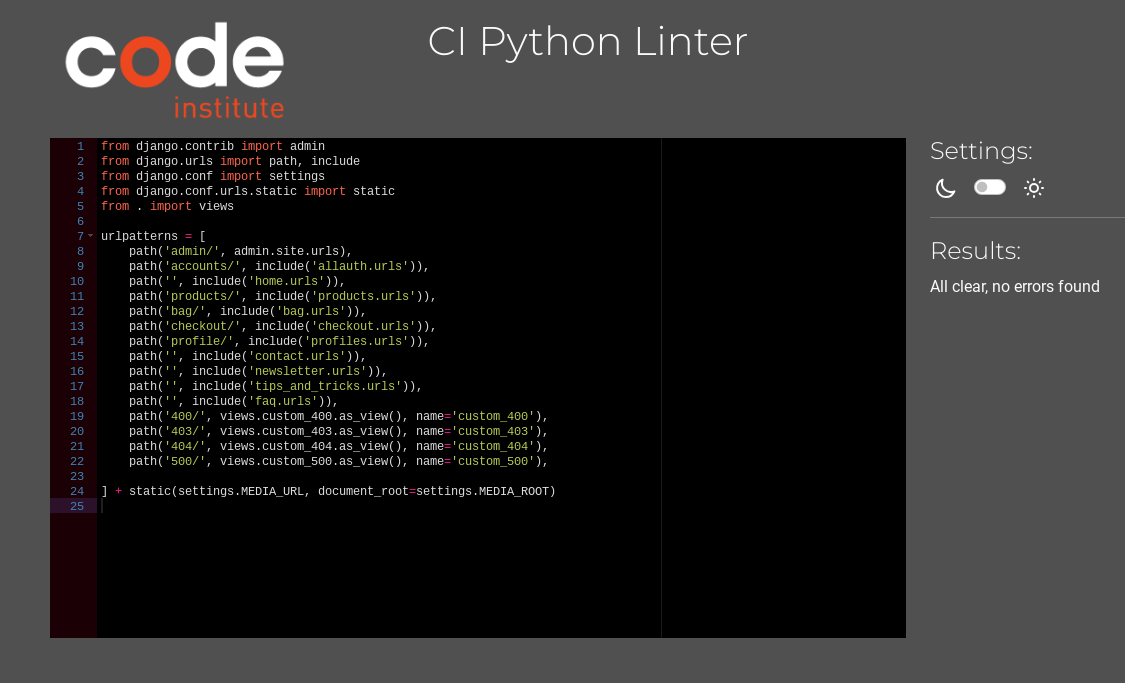 code
institute
CI Python Linter
1 from django.contrib import admin
2 from django.urls import path, include
3 from django.conf import settings
4 from django.conf.urls.static import static
5 from . import views
6
7 urlpatterns = [
8     path('admin/', admin.site.urls),
9     path('accounts/', include('allauth.urls')),
10     path('', include('home.urls')),
11     path('products/', include('products.urls')),
12     path('bag/', include('bag.urls')),
13     path('checkout/', include('checkout.urls')),
14     path('profile/', include('profiles.urls')),
15     path('', include('contact.urls')),
16     path('', include('newsletter.urls')),
17     path('', include('tips_and_tricks.urls')),
18     path('', include('faq.urls')),
19     path('400/', views.custom_400.as_view(), name='custom_400'),
20     path('403/', views.custom_403.as_view(), name='custom_403'),
21     path('404/', views.custom_404.as_view(), name='custom_404'),
22     path('500/', views.custom_500.as_view(), name='custom_500'),
23
24 ] + static(settings.MEDIA_URL, document_root=settings.MEDIA_ROOT)
25
Settings:
Results:
All clear, no errors found